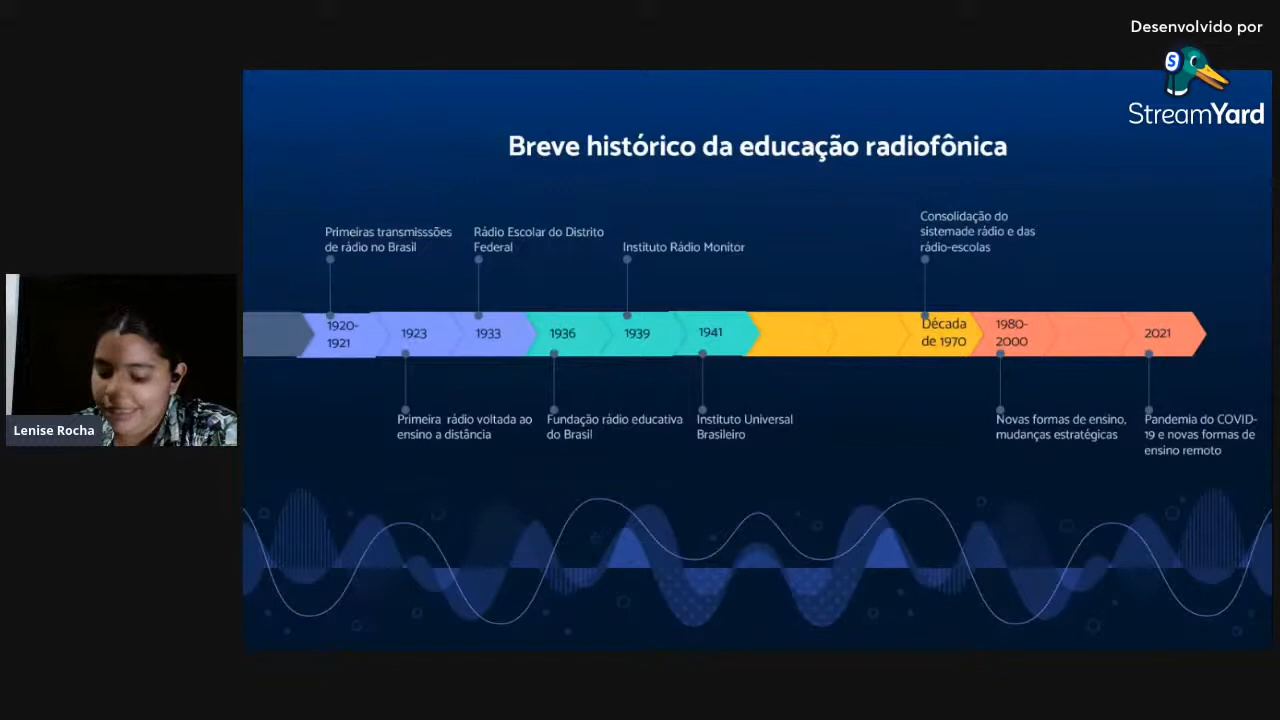 Desenvolvido por
StreamYard
Breve histórico da educação radiofônica
Primeiras transmisssões
de rádio no Brasil
Rádio Escolar do Distrito
Federal
Instituto Rádio Monitor
Consolidação do
sistemade rádio e das
rádio-escolas
1920-
1921
1923
1933
1936
1939
1941
Década
de 1970
1980-
2000
2021
Primeira rádio voltada ao
ensino a distância
Fundação rádio educativa
do Brasil
Instituto Universal
Brasileiro
Novas formas de ensino,
mudanças estratégicas
Pandemia do COVID-
19 e novas formas de
ensino remoto
Lenise Rocha